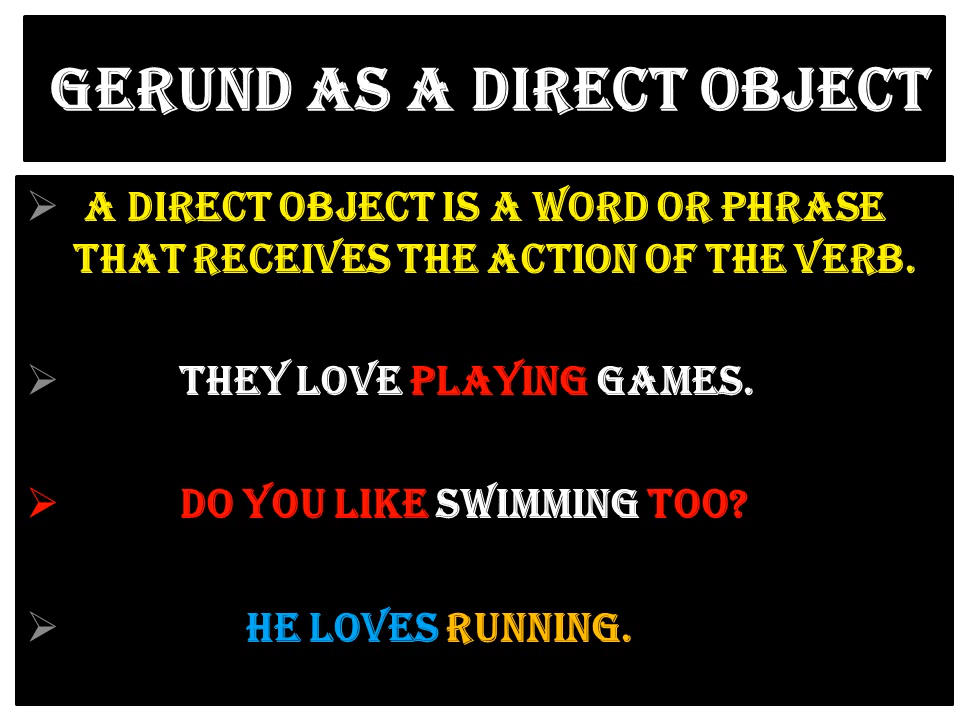 GERUND AS A DIRECT OBJECT
A DIRECT OBJECT IS A WORD OR PHRASE
THAT RECEIVES THE ACTION OF THE VERB.
THEY LOVE PLAYING GAMES.
DO YOU LIKE SWIMMING TOO?
HE LOVES RUNNING.